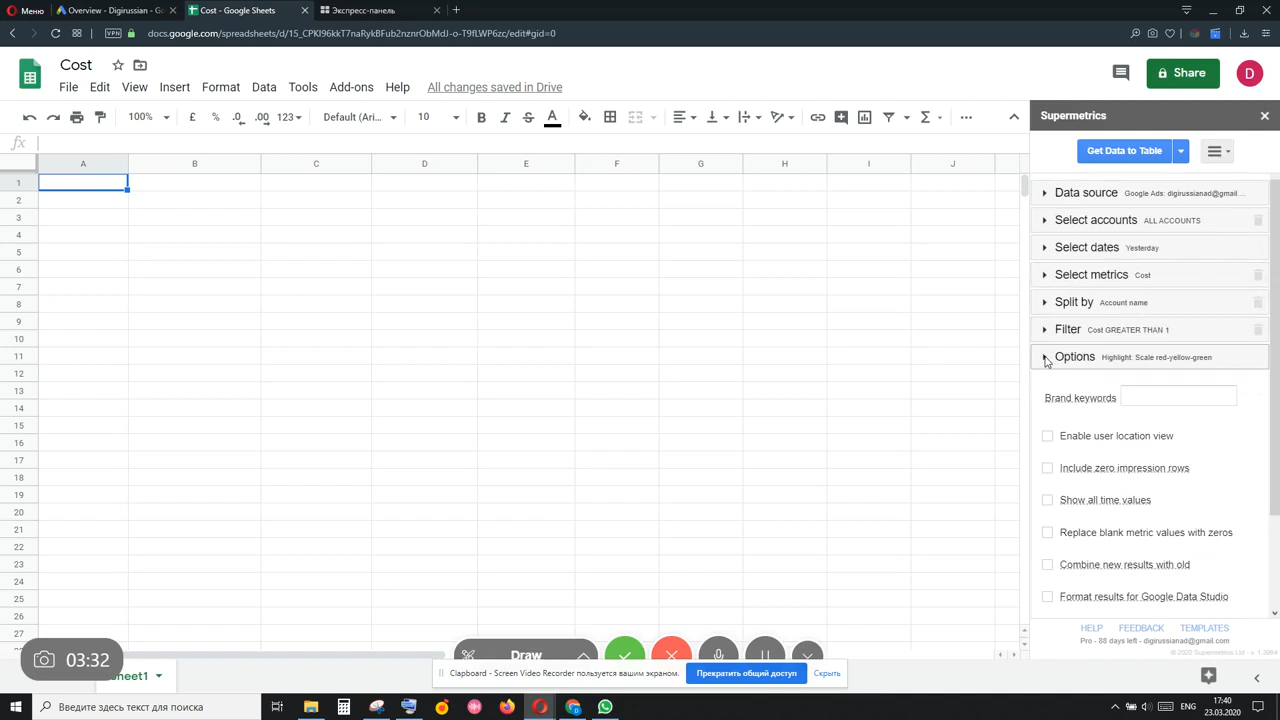 Меню
Overview - Digirussian - Go
Cost - Google Sheets
Экспресс-панель
VPN
docs.google.com/spreadsheets/d/15_CPKI96kkT7naRykBFub2nznrObMdJ-o-T9fLWP6zc/edit#gid=0
Cost
Share
D
File Edit View Insert Format Data Tools Add-ons Help All changes saved in Drive
100% £ % .0 .00 123 Default (Ari... 10 B I S A
fx
Supermetrics
Get Data to Table
A B C D E F G H I J
1
2
3
4
5
6
7
8
9
10
11
12
13
14
15
16
17
18
19
20
21
22
23
24
25
26
27
Data source Google Ads: digirussianad@gmail...
Select accounts ALL ACCOUNTS
Select dates Yesterday
Select metrics Cost
Split by Account name
Filter Cost GREATER THAN 1
Options Highlight: Scale red-yellow-green
Brand keywords
Enable user location view
Include zero impression rows
Show all time values
Replace blank metric values with zeros
Combine new results with old
Format results for Google Data Studio
HELP FEEDBACK TEMPLATES
Pro - 88 days left - digirussianad@gmail.com
03:32
Draw
Clapboard - Screen Video Recorder пользуется вашим экраном.
Прекратить общий доступ
Скрыть
Введите здесь текст для поиска
ENG
17:40
23.03.2020